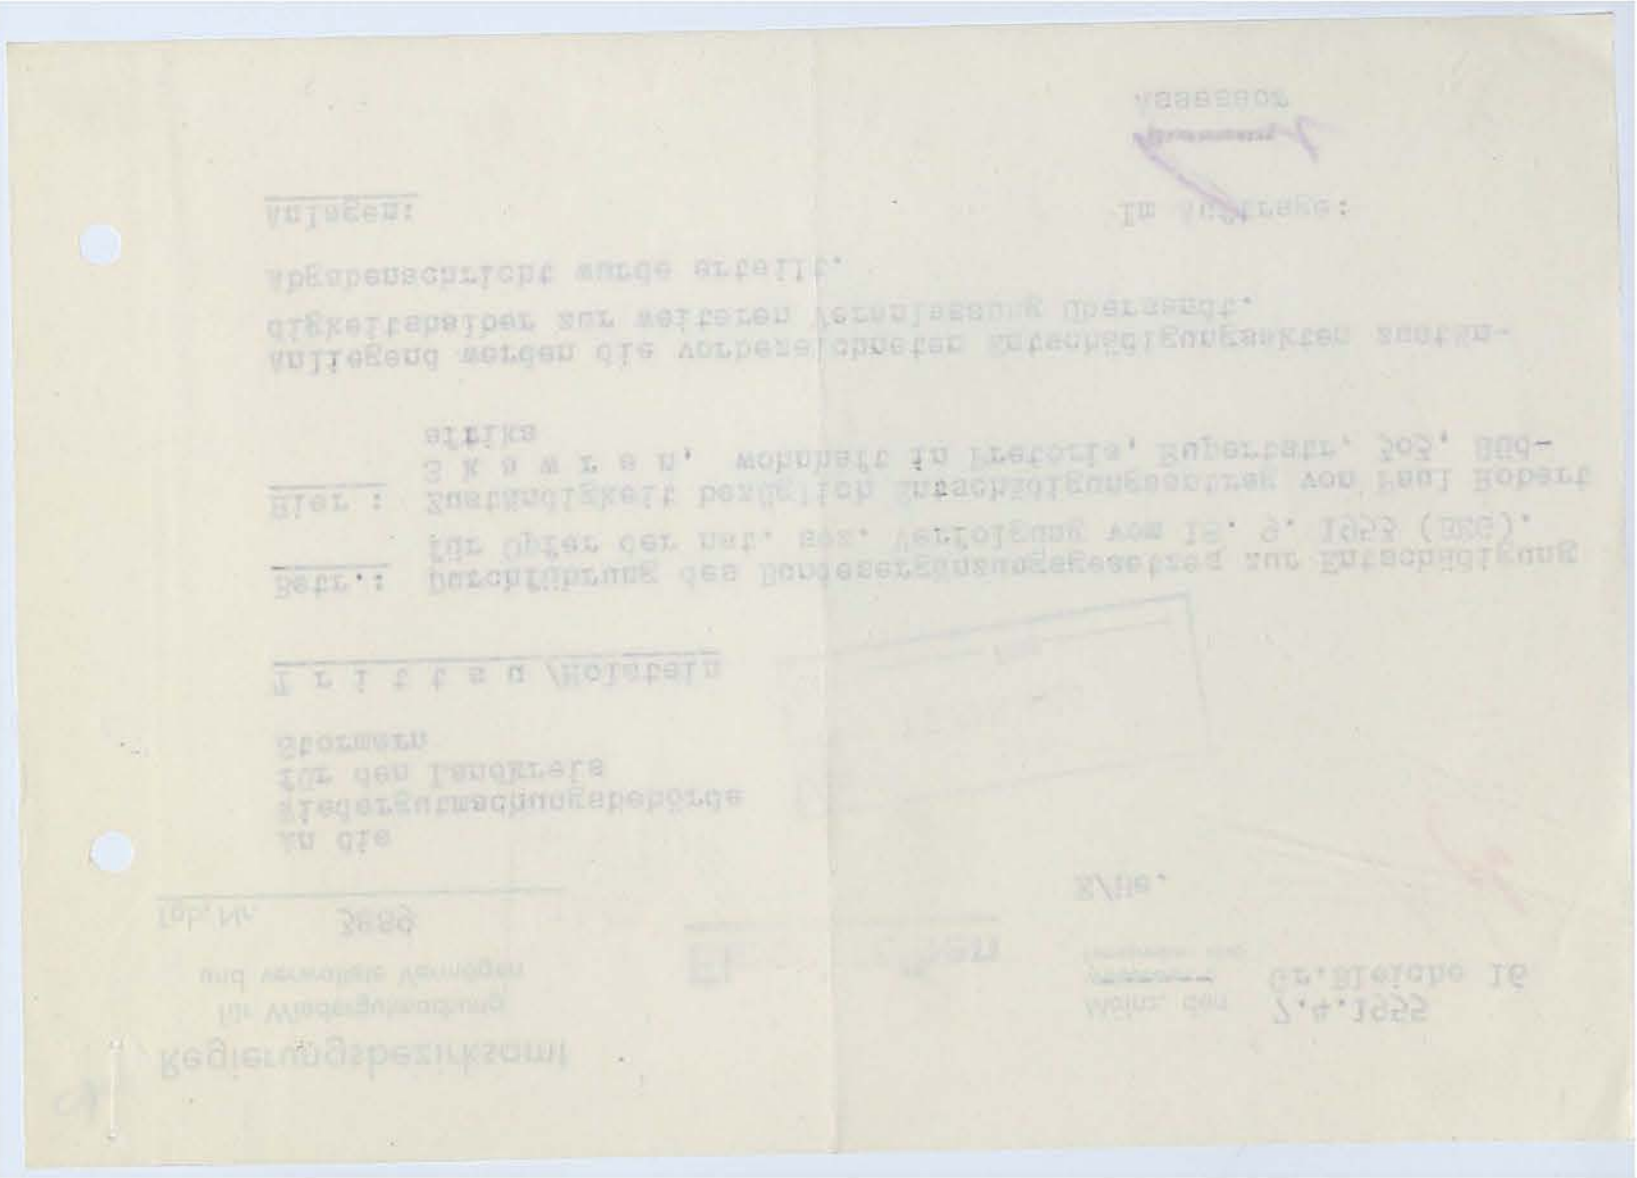 Regierungsbezirksamt
für Wiedergutmachung
und verwaltete Vermögen
Tgb. Nr. 3889
Mainz, den 7.4.1955
Gr.Bleiche 16
An die
Wiedergutmachungsbehörde
für den Landkreis
Stormarn
T r i t t a u /Holstein
Betr.: Durchführung des Bundesergänzungsgesetzes zur Entschädigung
für Opfer der nat. soz. Verfolgung vom 18. 9. 1953 (BEG).
Hier : Zuständigkeit bezüglich Entschädigungsantrag von Paul Robert
S k a w r a n, wohnhaft in Pretoria, Rupertstr. 303, Süd-
afrika
Anliegend werden die vorbezeichneten Entschädigungsakten zustän-
digkeitshalber zur weiteren Veranlassung übersandt.
Abgabenachricht wurde erteilt.
Anlagen:
Im Auftrage:
Assessor